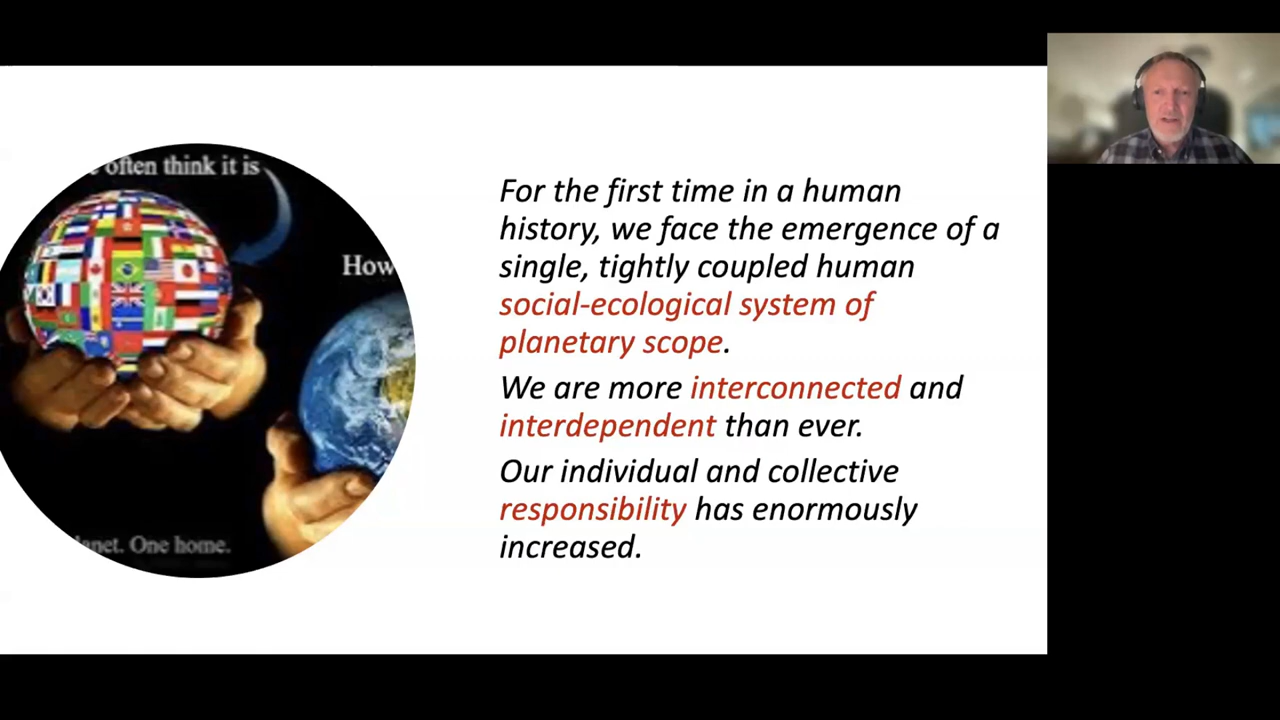 often think it is
How
For the first time in a human
history, we face the emergence of a
single, tightly coupled human
social-ecological system of
planetary scope.
We are more interconnected and
interdependent than ever.
Our individual and collective
responsibility has enormously
increased.
One home.